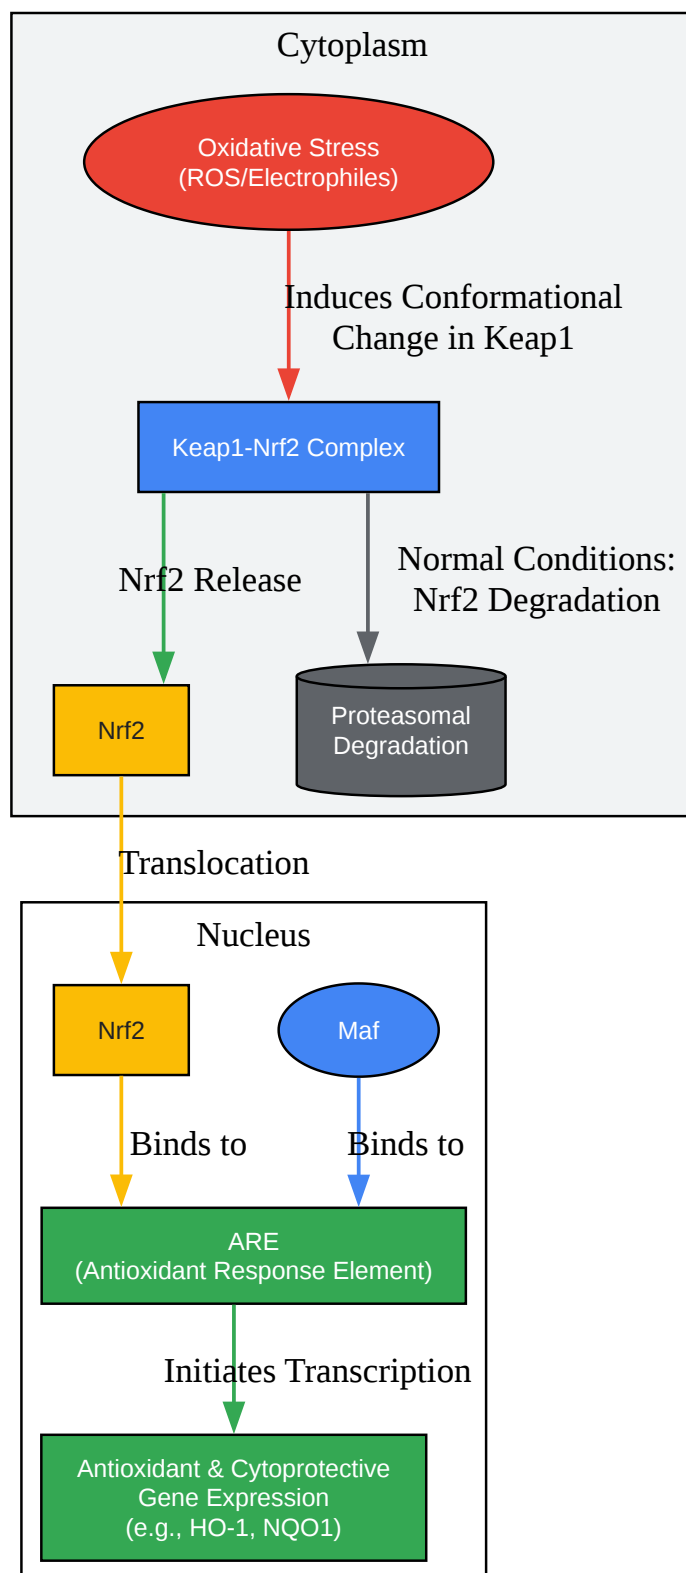 Cytoplasm
Oxidative Stress
(ROS/Electrophiles)
Induces Conformational
Change in Keap1
Keap1-Nrf2 Complex
Nrf2 Release
Normal Conditions:
Nrf2 Degradation
Nrf2
Proteasomal
Degradation
Translocation
Nucleus
Nrf2
Maf
Binds to
Binds to
ARE
(Antioxidant Response Element)
Initiates Transcription
Antioxidant & Cytoprotective
Gene Expression
(e.g., HO-1, NQO1)